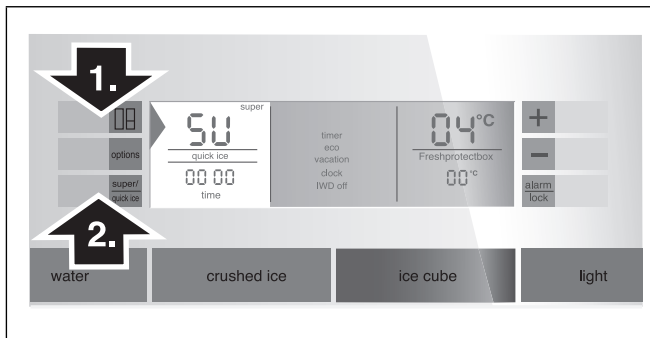 1.
super
SU
04°C
+
options
quick ice
timer
eco
vacation
clock
IWD off
Freshprotectbox
−
super/
quick ice
00 00
time
00°C
alarm
lock
2.
water
crushed ice
ice cube
light